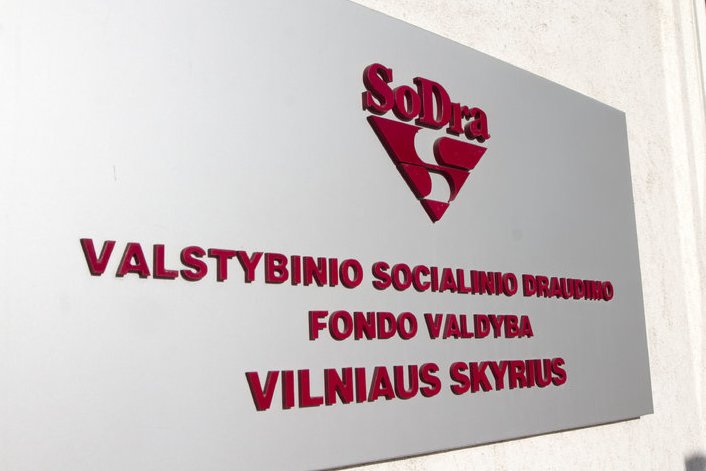 SoDra
VALSTYBINIO SOCIALINIO DRAUDIMO
FONDO VALDYBA
VILNIAUS SKYRIUS